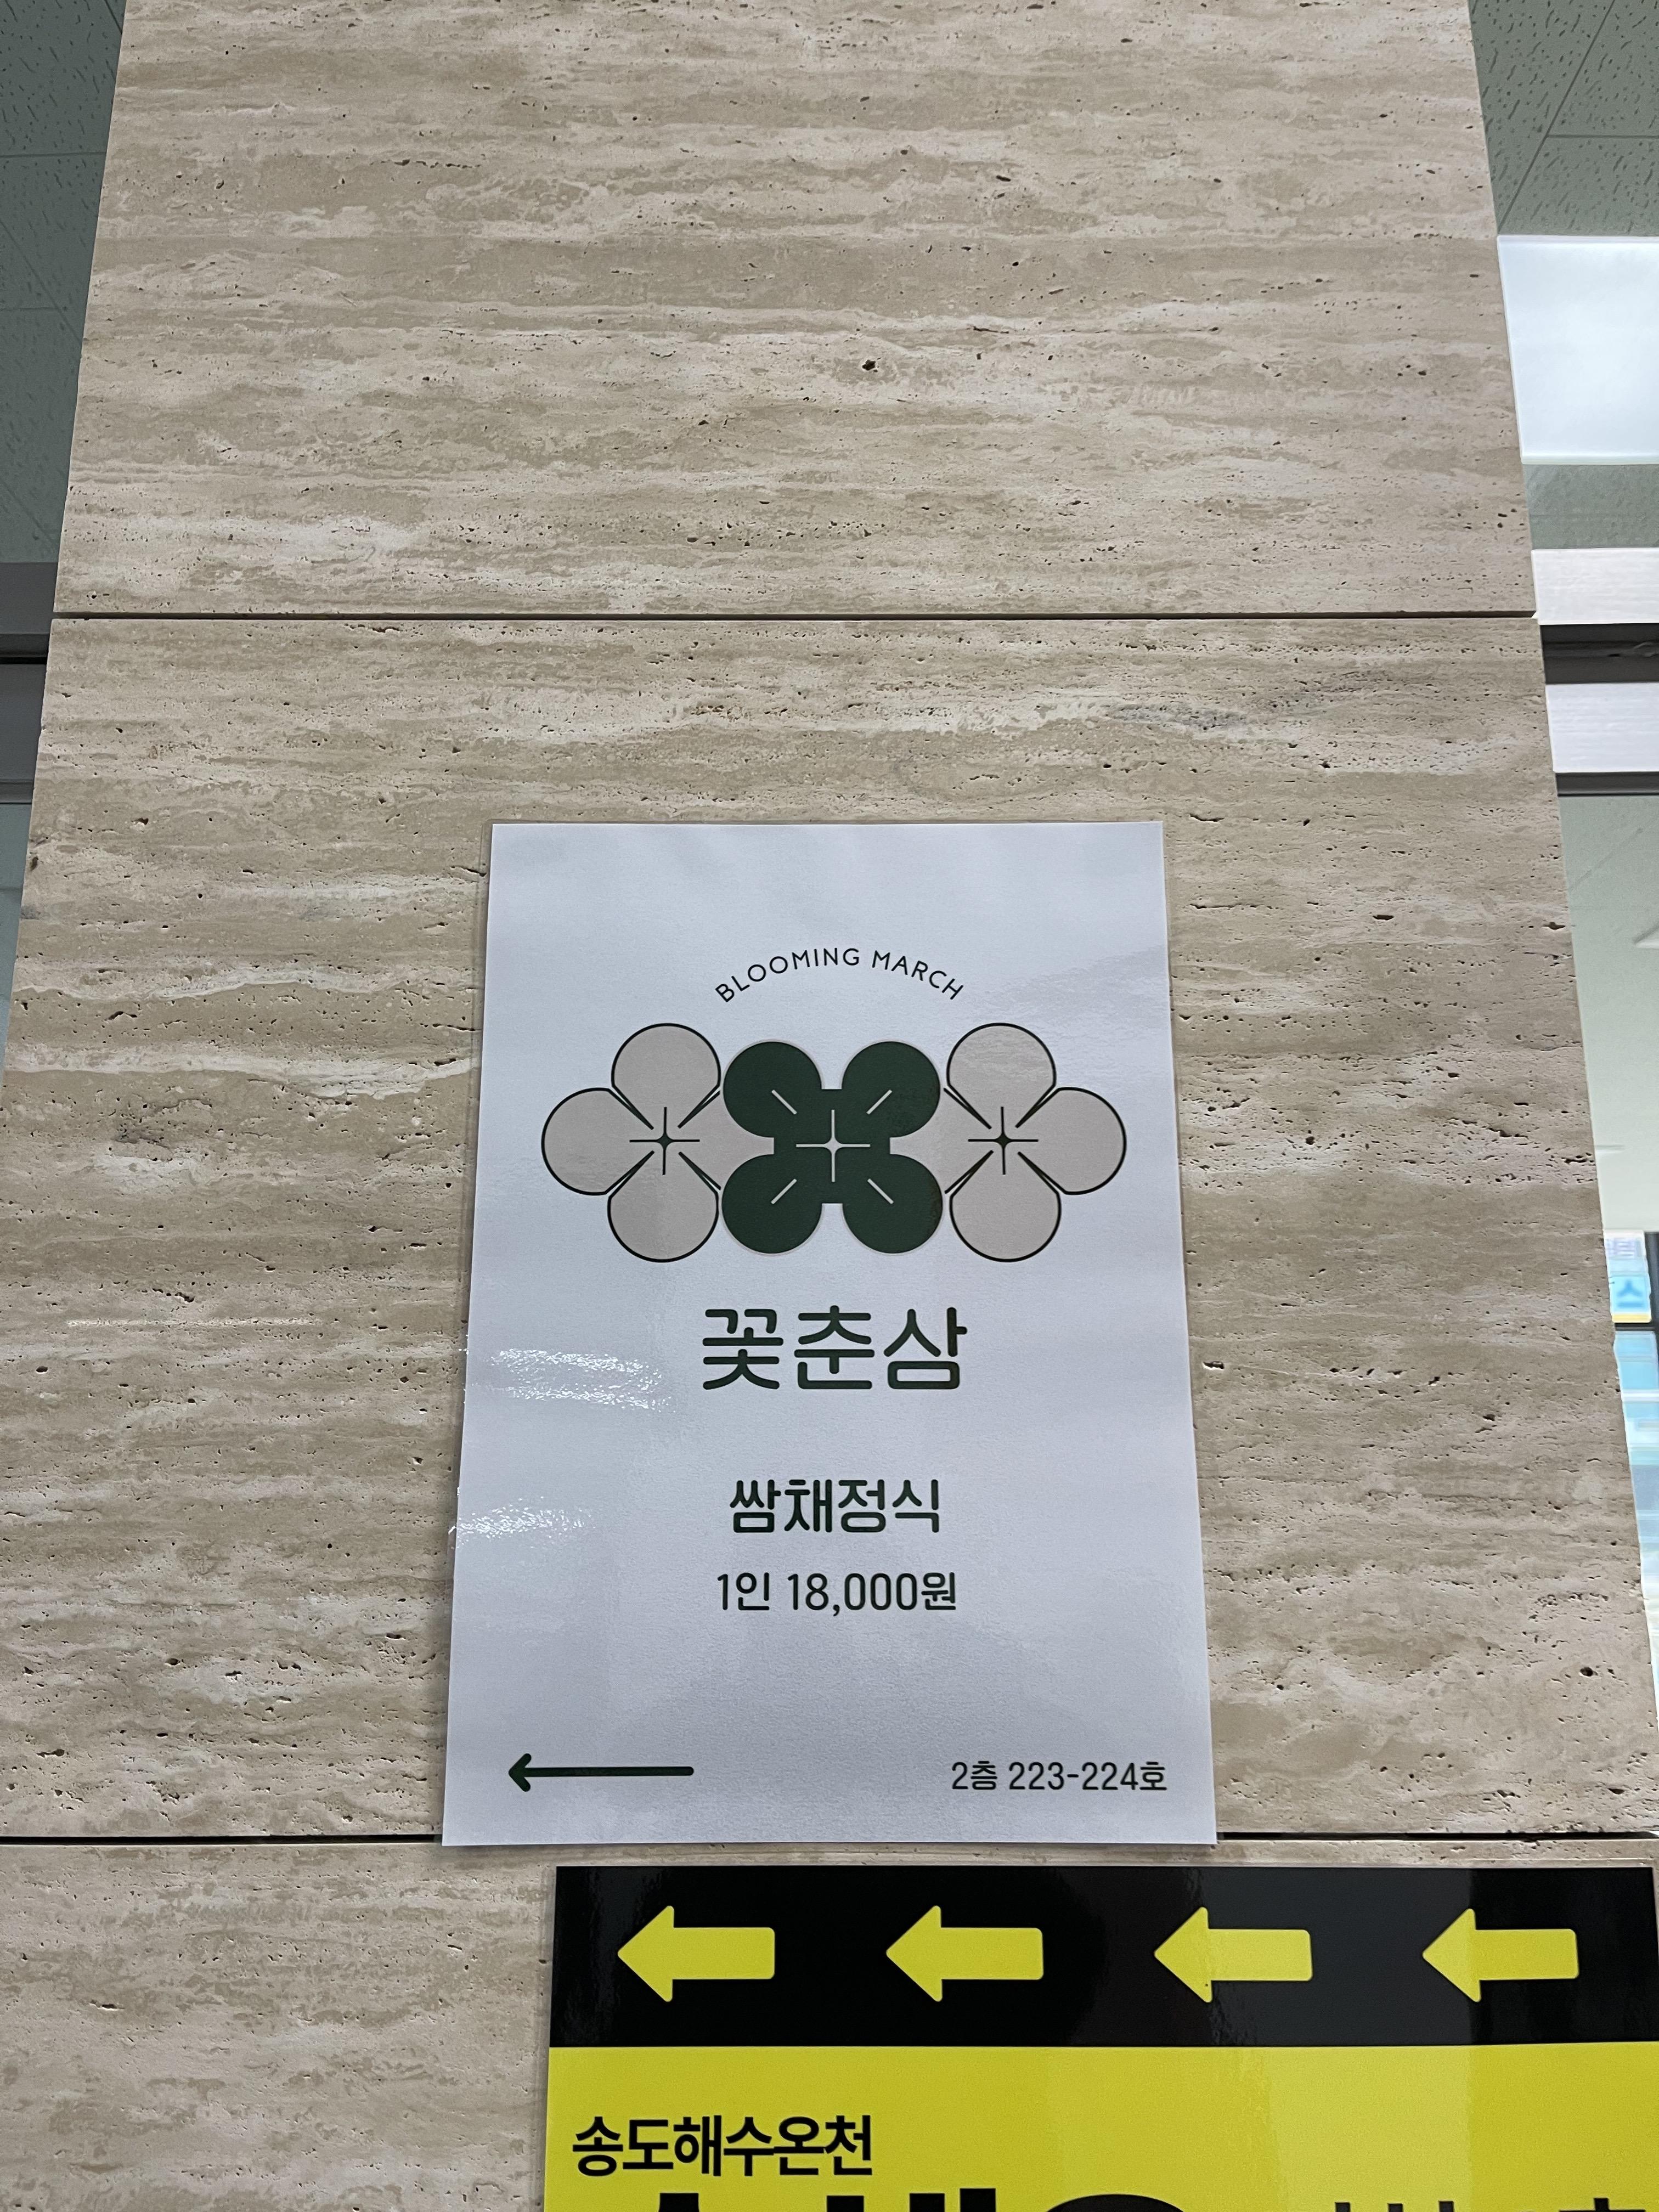 BLOOMING MARCH
꽃춘삼
쌈채정식
1인 18,000원
2층 223-224호
송도해수온천